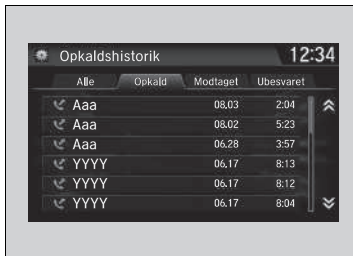 Opkaldshistorik 12:34
Alle Opkald Modtaget Ubesvaret
Aaa 08.03 2:04
Aaa 08.02 5:23
Aaa 06.28 3:57
YYYY 06.17 8:13
YYYY 06.17 8:12
YYYY 06.17 8:04